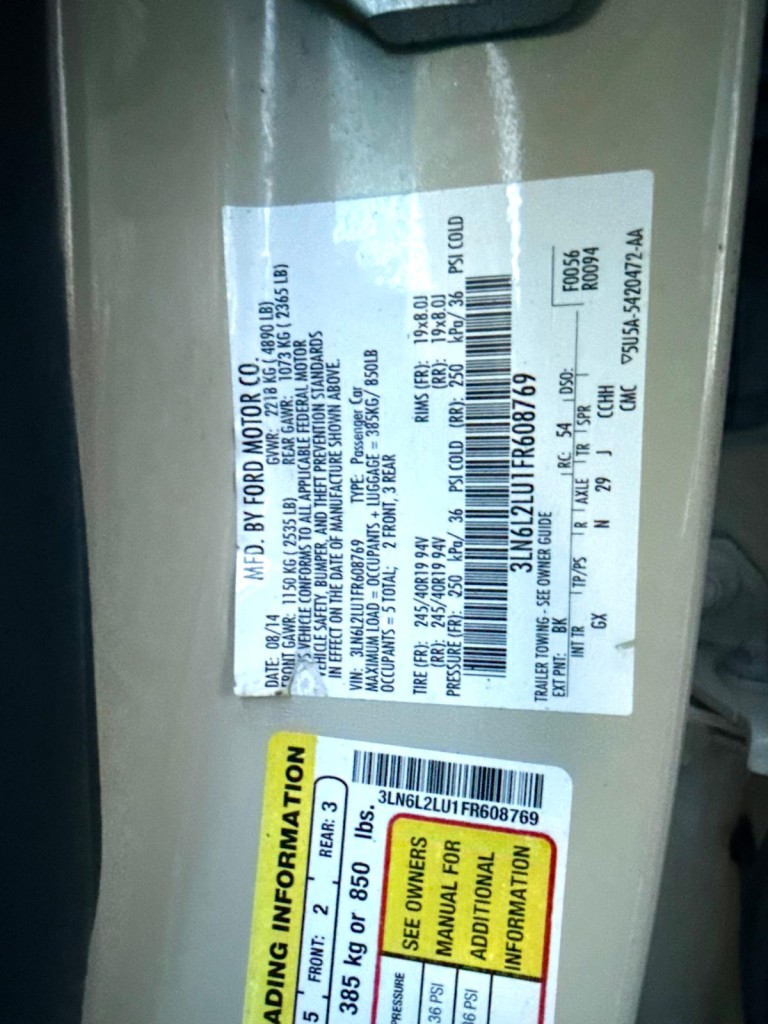 MFD. BY FORD MOTOR CO.
DATE: 08/14 GVWR: 2218 KG ( 4890 LB)
FRONT GAWR: 1150 KG ( 2535 LB) REAR GAWR: 1073 KG ( 2365 LB)
VEHICLE CONFORMS TO ALL APPLICABLE FEDERAL MOTOR
VEHICLE SAFETY, BUMPER, AND THEFT PREVENTION STANDARDS
IN EFFECT ON THE DATE OF MANUFACTURE SHOWN ABOVE.
VIN: 3LN6L2LU1FR608769 TYPE: Passenger Car
MAXIMUM LOAD = OCCUPANTS + LUGGAGE = 385KG/ 850LB
OCCUPANTS = 5 TOTAL; 2 FRONT, 3 REAR
TIRE (FR): 245/40R19 94V RIMS (FR): 19x8.0J
(RR): 245/40R19 94V (RR): 19x8.0J
PRESSURE (FR): 250 kPa/ 36 PSI COLD (RR): 250 kPa/ 36 PSI COLD
3LN6L2LU1FR608769
TRAILER TOWING - SEE OWNER GUIDE
EXT PNT: BK RC: 54 DSO: F0056
R0094
INT TR TP/PS R AXLE TR SPR
GX N 29 J CCHH
CMC ▽5U5A-5420472-AA
ADING INFORMATION
5 FRONT: 2 REAR: 3
385 kg or 850 lbs.
3LN6L2LU1FR608769
PRESSURE
36 PSI
36 PSI
SEE OWNERS
MANUAL FOR
ADDITIONAL
INFORMATION